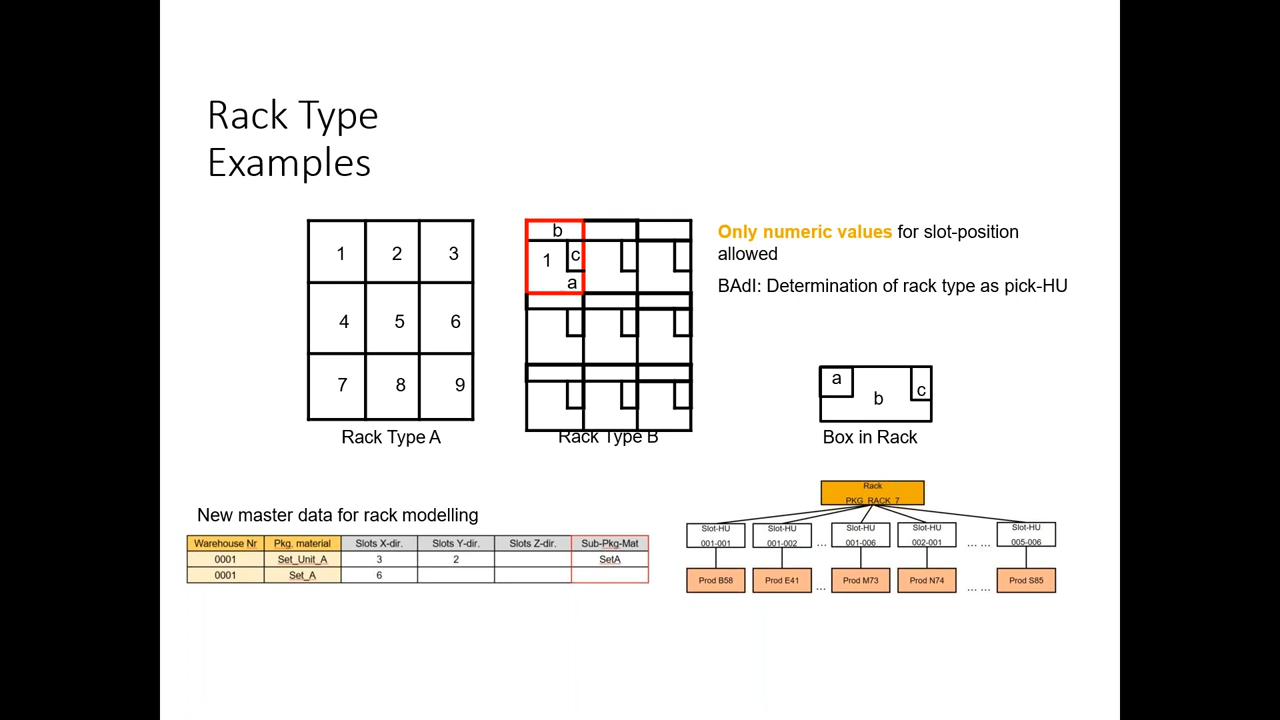 Rack Type
Examples
1 2 3
4 5 6
7 8 9
Rack Type A
b
1 c
a
Rack Type B
Only numeric values for slot-position
allowed
BAdI: Determination of rack type as pick-HU
a
b
c
Box in Rack
New master data for rack modelling
Warehouse Nr Pkg. material Slots X-dir. Slots Y-dir. Slots Z-dir. Sub-Pkg-Mat
0001 Set_Unit_A 3 2 SetA
0001 Set_A 6
Rack
PKG_RACK_7
Slot-HU Slot-HU Slot-HU Slot-HU Slot-HU
001-001 001-002 ... 001-006 002-001 ... ... 005-006
Prod B58 Prod E41 ... Prod M73 Prod N74 ... ... Prod S85